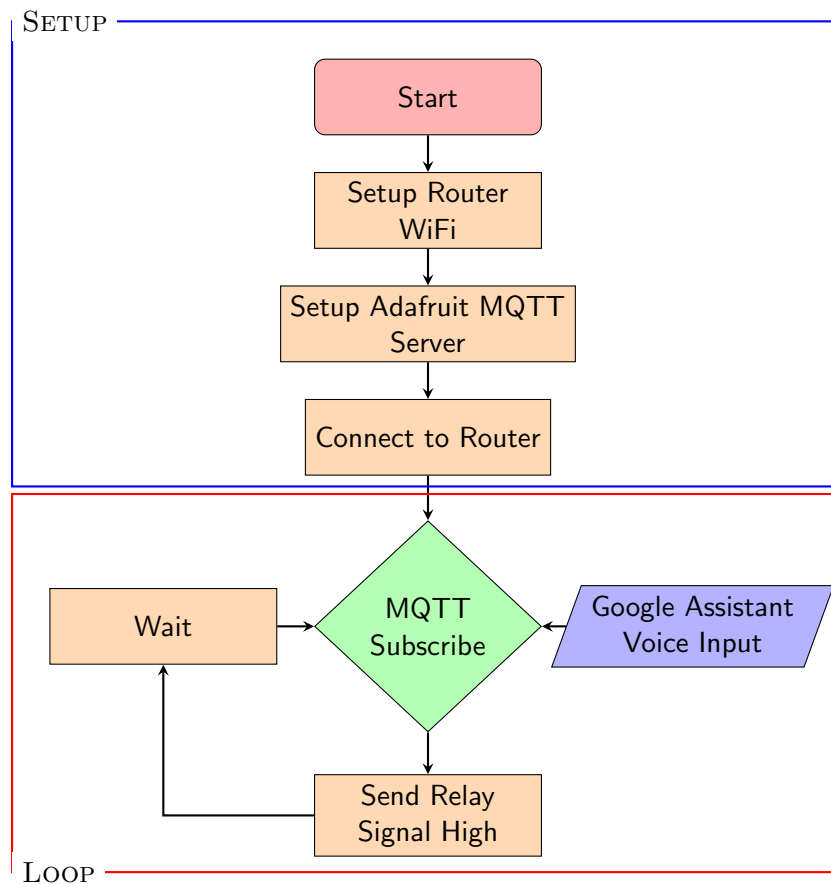 SETUP
Start
Setup Router
WiFi
Setup Adafruit MQTT
Server
Connect to Router
Wait
MQTT
Subscribe
Google Assistant
Voice Input
Send Relay
Signal High
LOOP